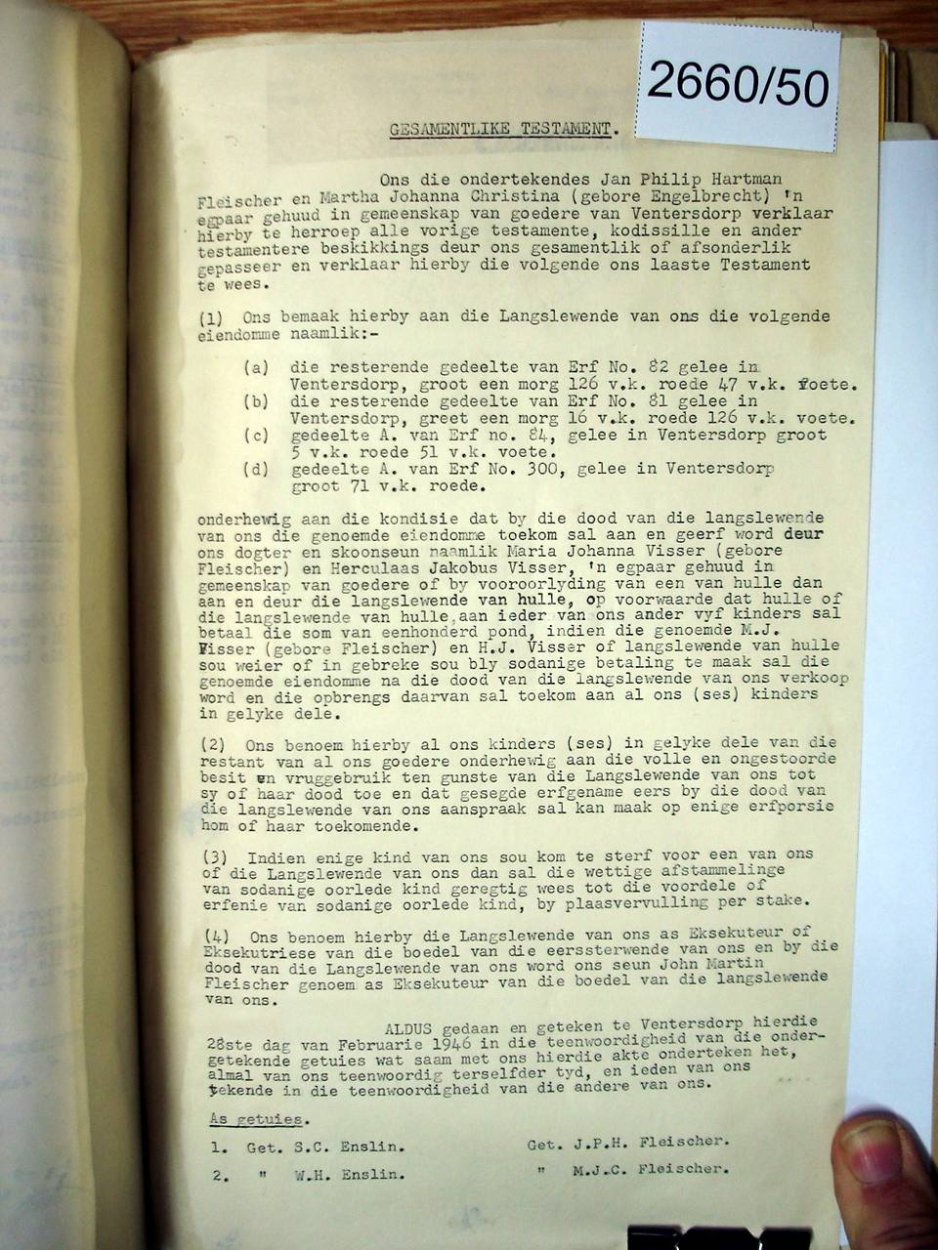 2660/50
GESAMENTLIKE TESTAMENT.
Ons die ondertekendes Jan Philip Hartman
Fleischer en Martha Johanna Christina (gebore Engelbrecht) 'n
egpaar gehuud in gemeenskap van goedere van Ventersdorp verklaar
hierby te herroep alle vorige testamente, kodissille en ander
testamentere beskikkings deur ons gesamentlik of afsonderlik
gepasseer en verklaar hierby die volgende ons laaste Testament
te wees.
(1) Ons bemaak hierby aan die Langslewende van ons die volgende
eiendomme naamlik:-
(a) die resterende gedeelte van Erf No. 82 gelee in
Ventersdorp, groot een morg 126 v.k. roede 47 v.k. foete.
(b) die resterende gedeelte van Erf No. 81 gelee in
Ventersdorp, greet een morg 16 v.k. roede 126 v.k. voete.
(c) gedeelte A. van Erf no. 84, gelee in Ventersdorp groot
5 v.k. roede 51 v.k. voete.
(d) gedeelte A. van Erf No. 300, gelee in Ventersdorp
groot 71 v.k. roede.
onderhewig aan die kondisie dat by die dood van die langslewende
van ons die genoemde eiendomme toekom sal aan en geerf word deur
ons dogter en skoonseun naamlik Maria Johanna Visser (gebore
Fleischer) en Herculaas Jakobus Visser, 'n egpaar gehuud in
gemeenskap van goedere of by vooroorlyding van een van hulle dan
aan en deur die langslewende van hulle, op voorwaarde dat hulle of
die langslewende van hulle aan ieder van ons ander vyf kinders sal
betaal die som van eenhonderd pond, indien die genoemde M.J.
Visser (gebore Fleischer) en H.J. Visser of langslewende van hulle
sou weier of in gebreke sou bly sodanige betaling te maak sal die
genoemde eiendomme na die dood van die langslewende van ons verkoop
word en die opbrengs daarvan sal toekom aan al ons (ses) kinders
in gelyke dele.
(2) Ons benoem hierby al ons kinders (ses) in gelyke dele van die
restant van al ons goedere onderhewig aan die volle en ongestoorde
besit en vruggebruik ten gunste van die Langslewende van ons tot
sy of haar dood toe en dat gesegde erfgename eers by die dood van
die langslewende van ons aanspraak sal kan maak op enige erfporsie
hom of haar toekomende.
(3) Indien enige kind van ons sou kom te sterf voor een van ons
of die Langslewende van ons dan sal die wettige afstammelinge
van sodanige oorlede kind geregtig wees tot die voordele of
erfenie van sodanige oorlede kind, by plaasvervulling per stake.
(4) Ons benoem hierby die Langslewende van ons as Eksekuteur of
Eksekutriese van die boedel van die eerssterwende van ons en by die
dood van die Langslewende van ons word ons seun John Martin
Fleischer genoem as Eksekuteur van die boedel van die langslewende
van ons.
ALDUS gedaan en geteken te Ventersdorp hierdie
28ste dag van Februarie 1946 in die teenwoordigheid van die onder-
getekende getuies wat saam met ons hierdie akte onderteken het,
almal van ons teenwoordig terselfder tyd, en ieden van ons
tekende in die teenwoordigheid van die andere van ons.
As getuies.
1. Get. S.C. Enslin. Get. J.P.H. Fleischer.
2. " W.H. Enslin. " M.J.C. Fleischer.